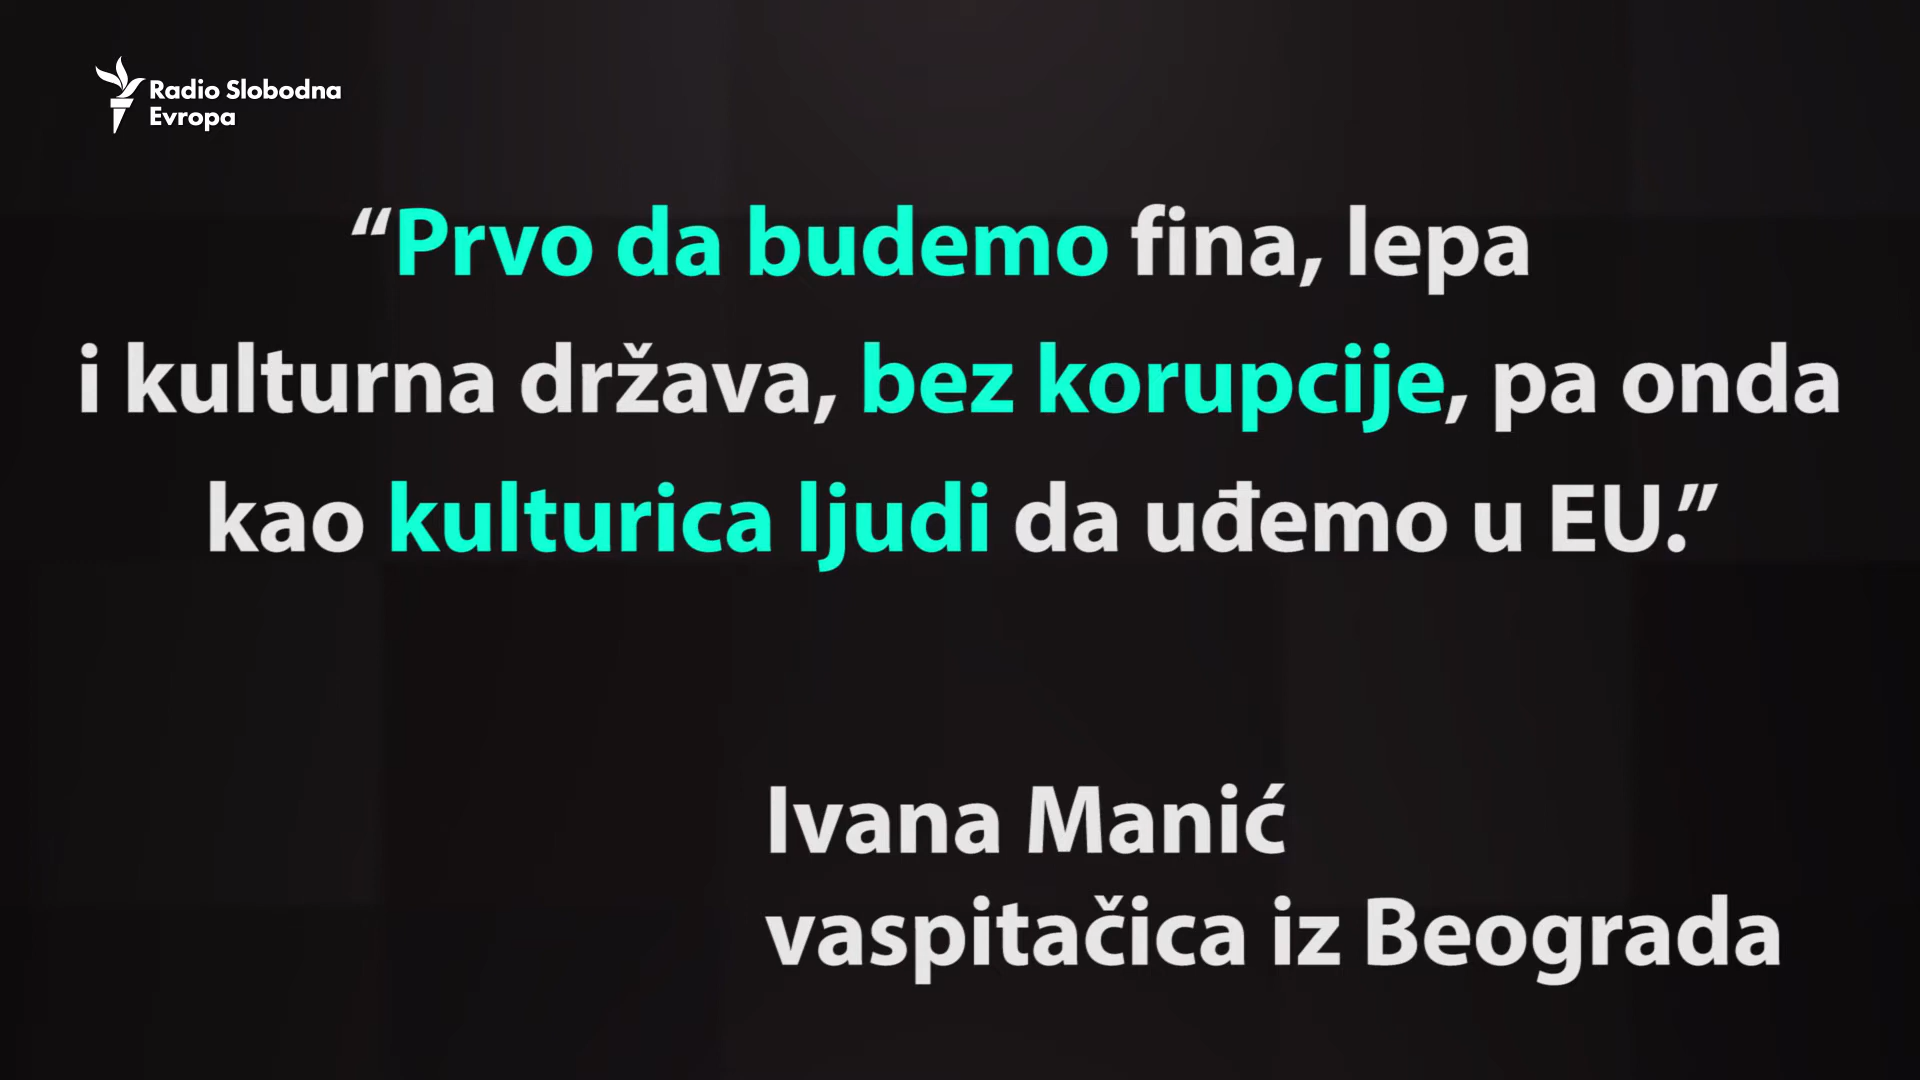 Radio Slobodna
Evropa
“Prvo da budemo fina, lepa
i kulturna država, bez korupcije, pa onda
kao kulturica ljudi da uđemo u EU.”
Ivana Manić
vaspitačica iz Beograda